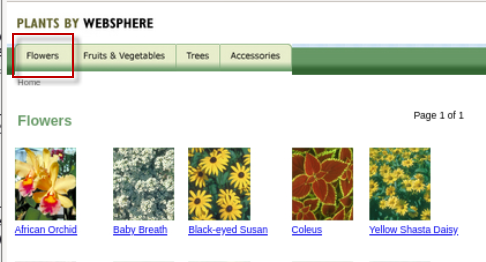 PLANTS BY WEBSPHERE
Flowers Fruits & Vegetables Trees Accessories
Home
Flowers
Page 1 of 1
African Orchid Baby Breath Black-eyed Susan Coleus Yellow Shasta Daisy